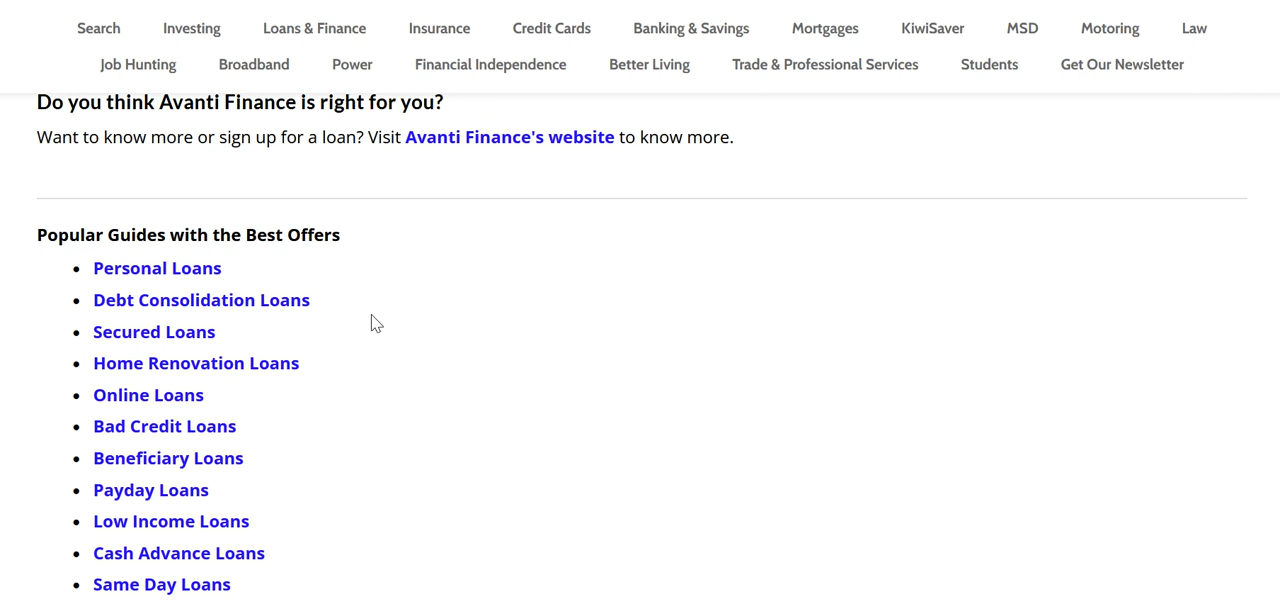 Search Investing Loans & Finance Insurance Credit Cards Banking & Savings Mortgages KiwiSaver MSD Motoring Law
Job Hunting Broadband Power Financial Independence Better Living Trade & Professional Services Students Get Our Newsletter
Do you think Avanti Finance is right for you?
Want to know more or sign up for a loan? Visit Avanti Finance's website to know more.
Popular Guides with the Best Offers
• Personal Loans
• Debt Consolidation Loans
• Secured Loans
• Home Renovation Loans
• Online Loans
• Bad Credit Loans
• Beneficiary Loans
• Payday Loans
• Low Income Loans
• Cash Advance Loans
• Same Day Loans